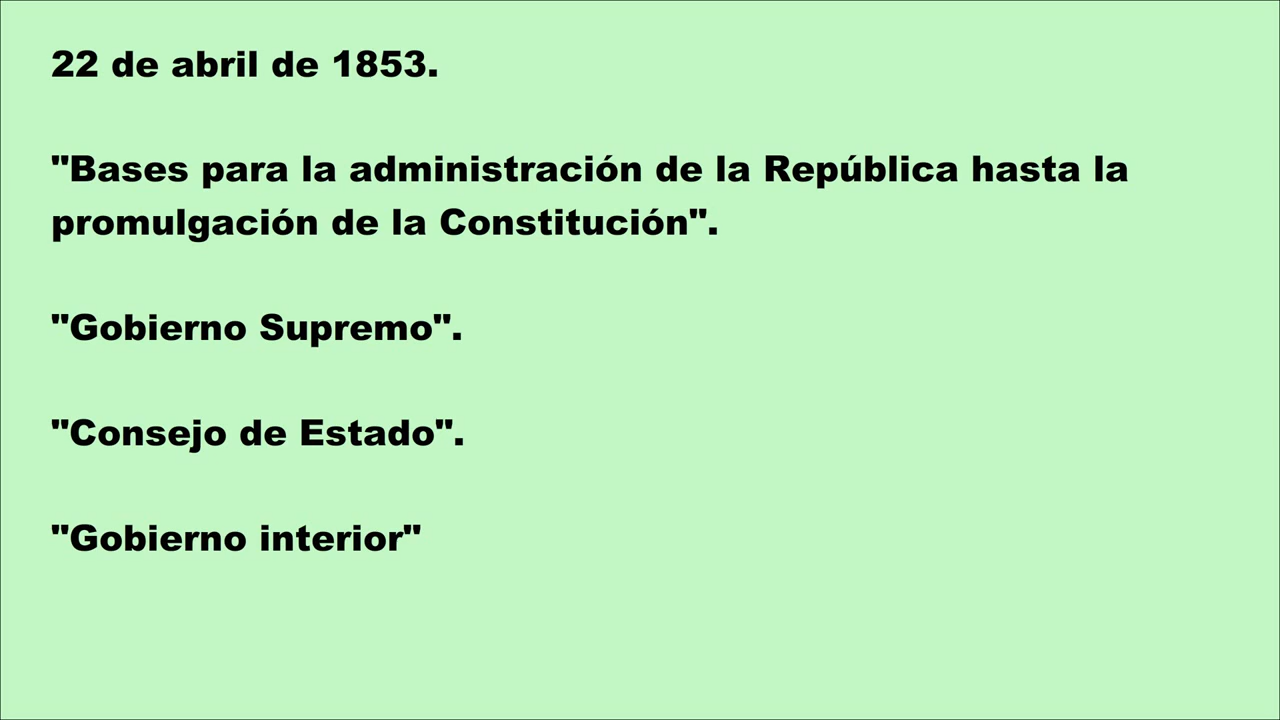 22 de abril de 1853.
"Bases para la administración de la República hasta la
promulgación de la Constitución".
"Gobierno Supremo".
"Consejo de Estado".
"Gobierno interior"